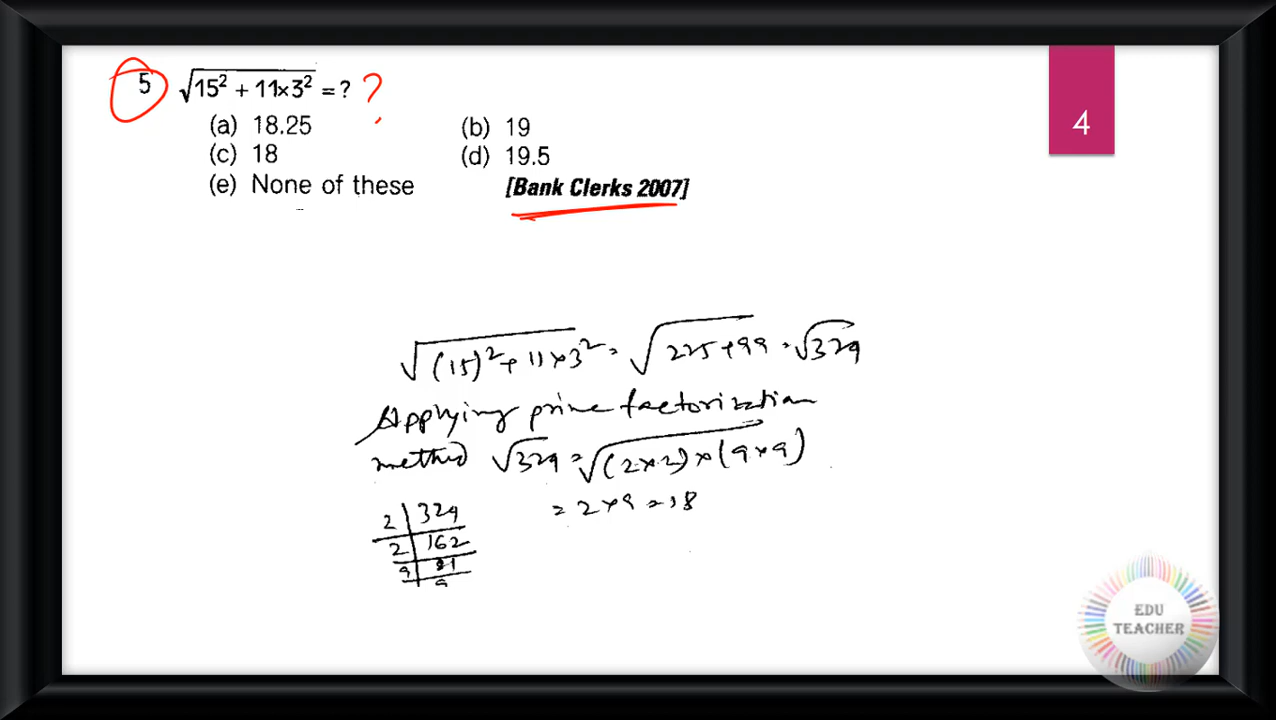 5 √15² + 11×3² = ? ?
(a) 18.25 (b) 19
(c) 18 (d) 19.5
(e) None of these [Bank Clerks 2007]
4
√(15)²+11×3² = √225+99 = √324
Applying prime factorization
method √324 = √(2×2)×(9×9)
= 2×9 = 18
2 | 324
2 | 162
9 | 81
9
EDU
TEACHER